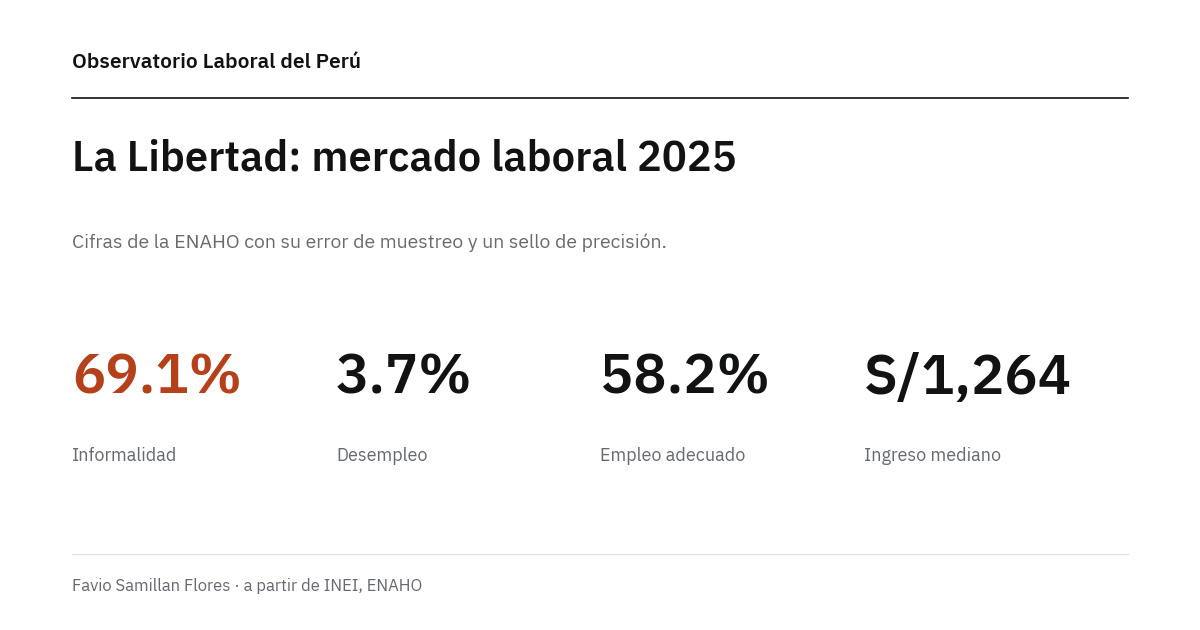 Observatorio Laboral del Perú
La Libertad: mercado laboral 2025
Cifras de la ENAHO con su error de muestreo y un sello de precisión.
69.1% 3.7% 58.2% S/1,264
Informalidad Desempleo Empleo adecuado Ingreso mediano
Favio Samillan Flores · a partir de INEI, ENAHO